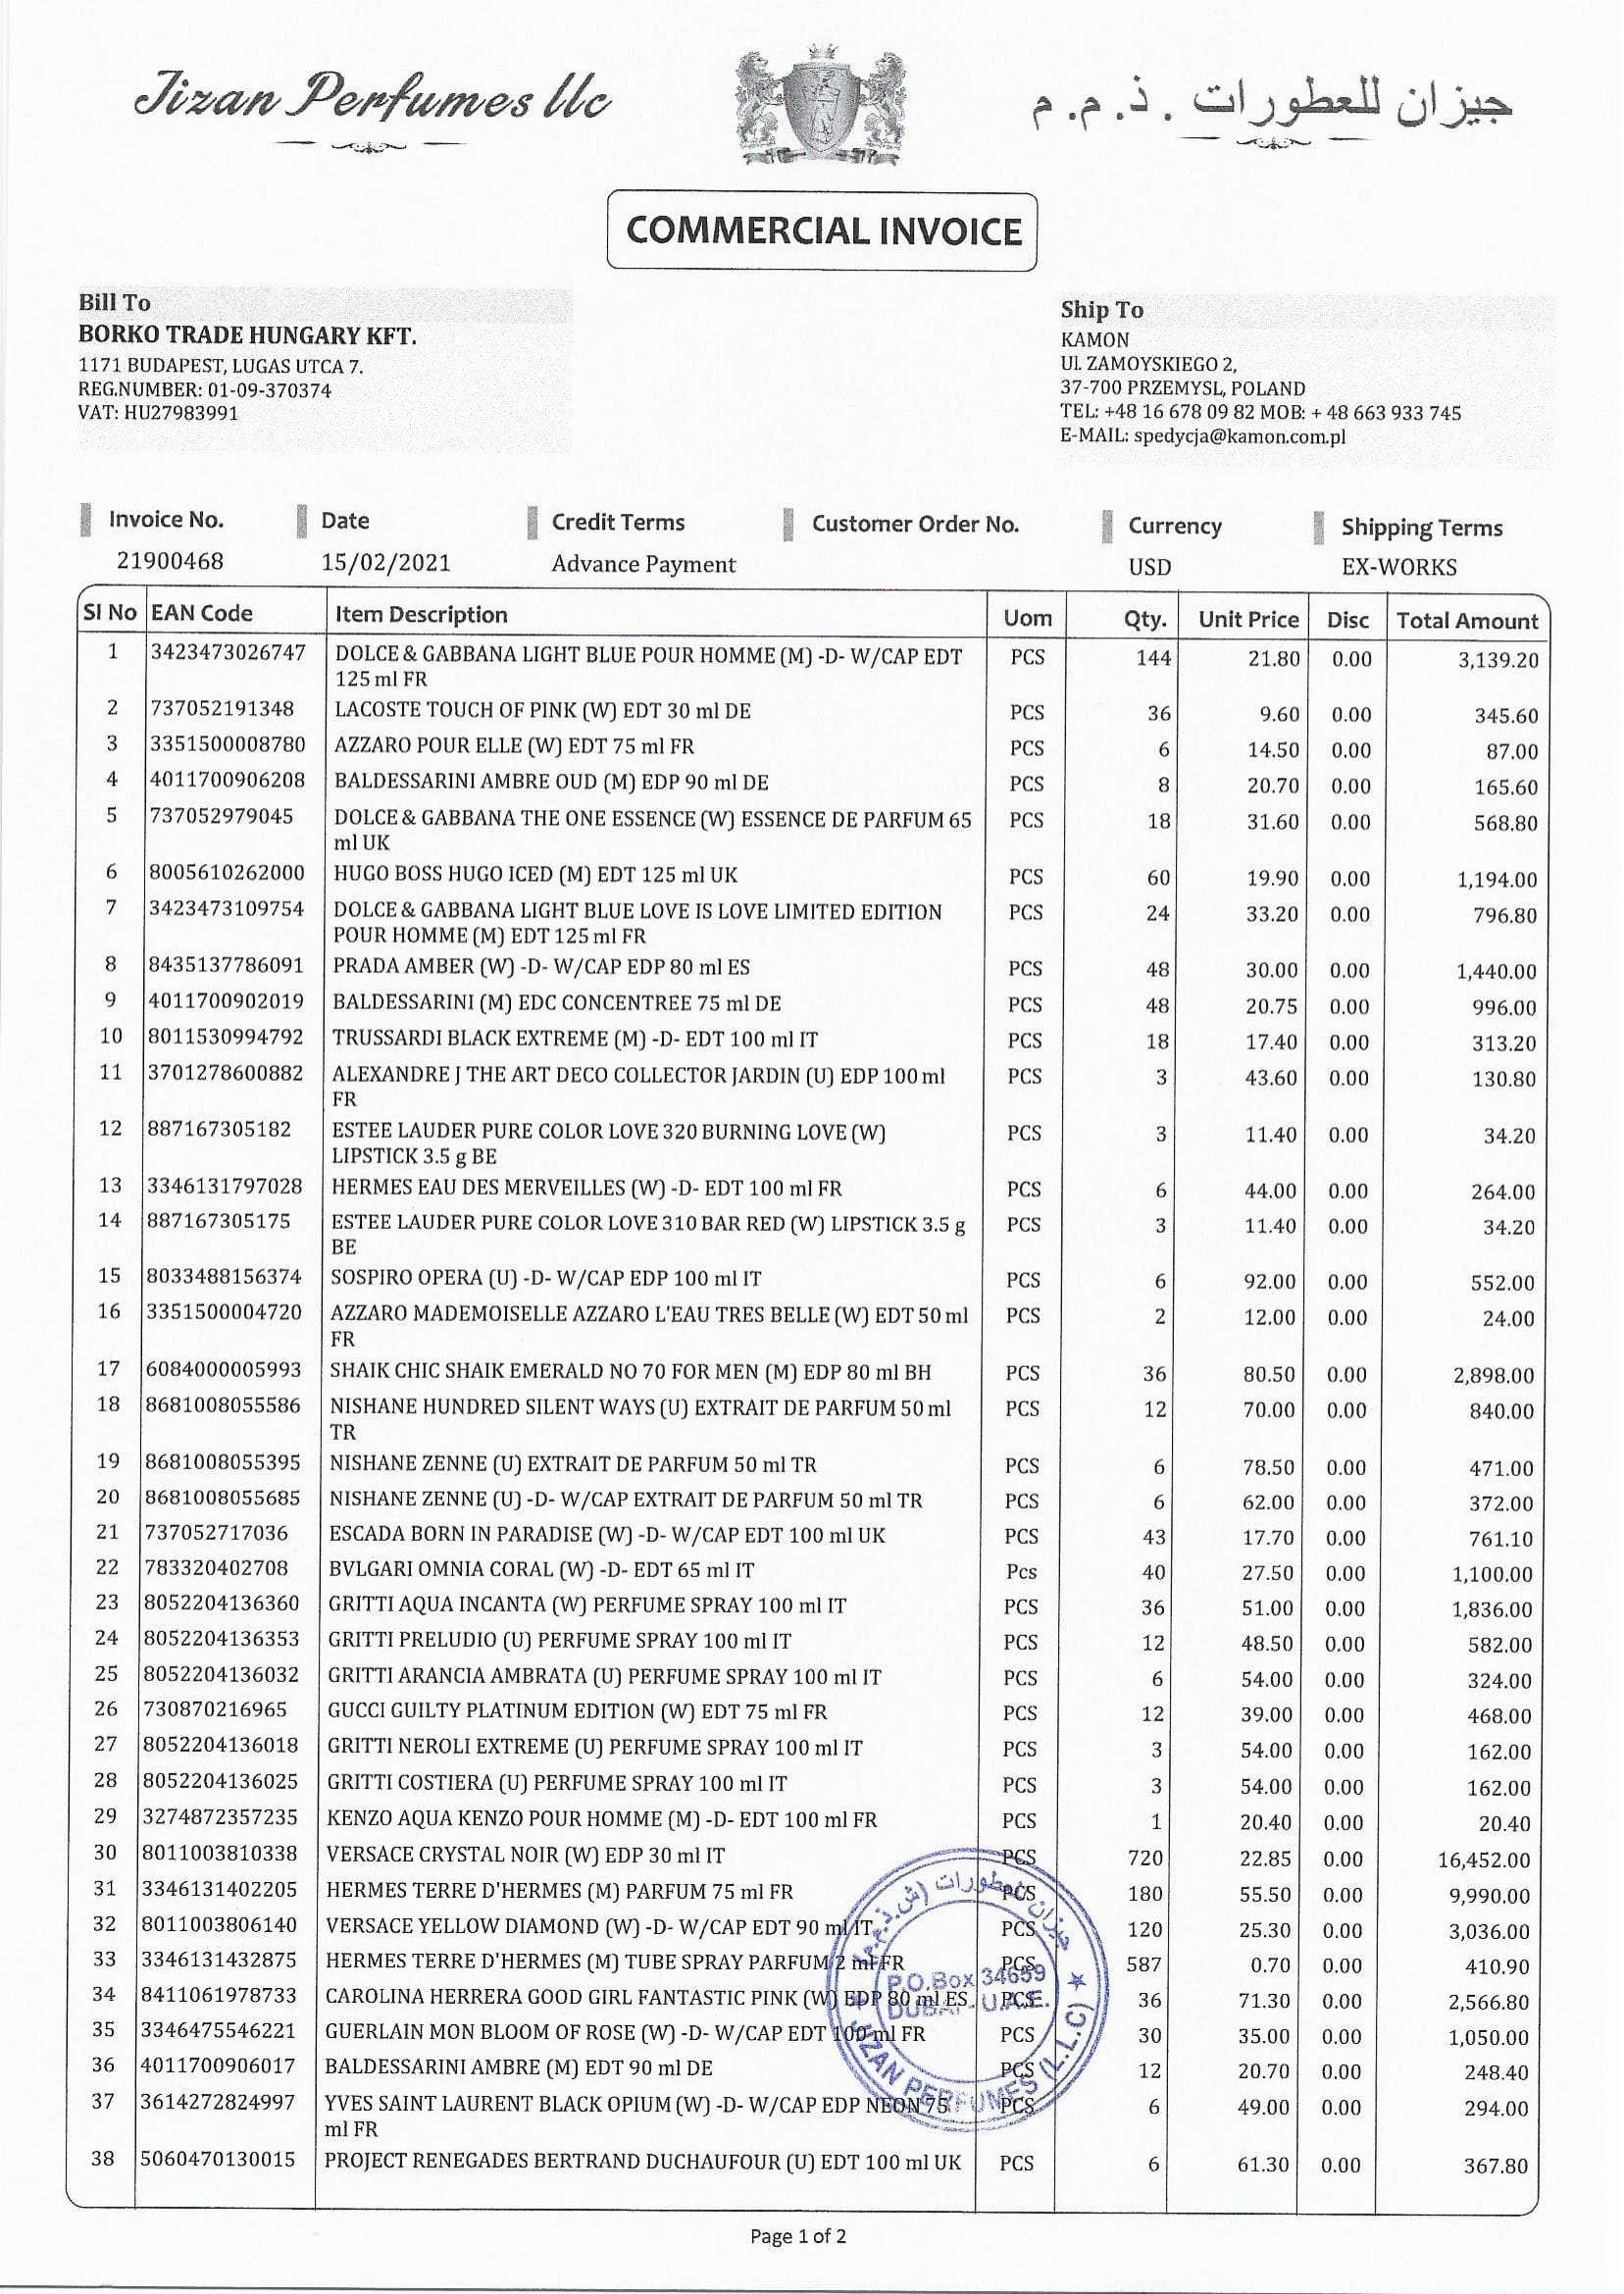 Jizan Perfumes llc
جيزان للعطورات . ذ.م.م
COMMERCIAL INVOICE
Bill To
BORKO TRADE HUNGARY KFT.
1171 BUDAPEST, LUGAS UTCA 7.
REG.NUMBER: 01-09-370374
VAT: HU27983991
Ship To
KAMON
Ul. ZAMOYSKIEGO 2,
37-700 PRZEMYSL, POLAND
TEL: +48 16 678 09 82 MOB: + 48 663 933 745
E-MAIL: spedycja@kamon.com.pl
Invoice No. Date Credit Terms Customer Order No. Currency Shipping Terms
21900468 15/02/2021 Advance Payment USD EX-WORKS
SI No EAN Code Item Description Uom Qty. Unit Price Disc Total Amount
1 3423473026747 DOLCE & GABBANA LIGHT BLUE POUR HOMME (M) -D- W/CAP EDT PCS 144 21.80 0.00 3,139.20
125 ml FR
2 737052191348 LACOSTE TOUCH OF PINK (W) EDT 30 ml DE PCS 36 9.60 0.00 345.60
3 3351500008780 AZZARO POUR ELLE (W) EDT 75 ml FR PCS 6 14.50 0.00 87.00
4 4011700906208 BALDESSARINI AMBRE OUD (M) EDP 90 ml DE PCS 8 20.70 0.00 165.60
5 737052979045 DOLCE & GABBANA THE ONE ESSENCE (W) ESSENCE DE PARFUM 65 PCS 18 31.60 0.00 568.80
ml UK
6 8005610262000 HUGO BOSS HUGO ICED (M) EDT 125 ml UK PCS 60 19.90 0.00 1,194.00
7 3423473109754 DOLCE & GABBANA LIGHT BLUE LOVE IS LOVE LIMITED EDITION PCS 24 33.20 0.00 796.80
POUR HOMME (M) EDT 125 ml FR
8 8435137786091 PRADA AMBER (W) -D- W/CAP EDP 80 ml ES PCS 48 30.00 0.00 1,440.00
9 4011700902019 BALDESSARINI (M) EDC CONCENTREE 75 ml DE PCS 48 20.75 0.00 996.00
10 8011530994792 TRUSSARDI BLACK EXTREME (M) -D- EDT 100 ml IT PCS 18 17.40 0.00 313.20
11 3701278600882 ALEXANDRE J THE ART DECO COLLECTOR JARDIN (U) EDP 100 ml PCS 3 43.60 0.00 130.80
FR
12 887167305182 ESTEE LAUDER PURE COLOR LOVE 320 BURNING LOVE (W) PCS 3 11.40 0.00 34.20
LIPSTICK 3.5 g BE
13 3346131797028 HERMES EAU DES MERVEILLES (W) -D- EDT 100 ml FR PCS 6 44.00 0.00 264.00
14 887167305175 ESTEE LAUDER PURE COLOR LOVE 310 BAR RED (W) LIPSTICK 3.5 g PCS 3 11.40 0.00 34.20
BE
15 8033488156374 SOSPIRO OPERA (U) -D- W/CAP EDP 100 ml IT PCS 6 92.00 0.00 552.00
16 3351500004720 AZZARO MADEMOISELLE AZZARO L'EAU TRES BELLE (W) EDT 50 ml PCS 2 12.00 0.00 24.00
FR
17 6084000005993 SHAIK CHIC SHAIK EMERALD NO 70 FOR MEN (M) EDP 80 ml BH PCS 36 80.50 0.00 2,898.00
18 8681008055586 NISHANE HUNDRED SILENT WAYS (U) EXTRAIT DE PARFUM 50 ml PCS 12 70.00 0.00 840.00
TR
19 8681008055395 NISHANE ZENNE (U) EXTRAIT DE PARFUM 50 ml TR PCS 6 78.50 0.00 471.00
20 8681008055685 NISHANE ZENNE (U) -D- W/CAP EXTRAIT DE PARFUM 50 ml TR PCS 6 62.00 0.00 372.00
21 737052717036 ESCADA BORN IN PARADISE (W) -D- W/CAP EDT 100 ml UK PCS 43 17.70 0.00 761.10
22 783320402708 BVLGARI OMNIA CORAL (W) -D- EDT 65 ml IT Pcs 40 27.50 0.00 1,100.00
23 8052204136360 GRITTI AQUA INCANTA (W) PERFUME SPRAY 100 ml IT PCS 36 51.00 0.00 1,836.00
24 8052204136353 GRITTI PRELUDIO (U) PERFUME SPRAY 100 ml IT PCS 12 48.50 0.00 582.00
25 8052204136032 GRITTI ARANCIA AMBRATA (U) PERFUME SPRAY 100 ml IT PCS 6 54.00 0.00 324.00
26 730870216965 GUCCI GUILTY PLATINUM EDITION (W) EDT 75 ml FR PCS 12 39.00 0.00 468.00
27 8052204136018 GRITTI NEROLI EXTREME (U) PERFUME SPRAY 100 ml IT PCS 3 54.00 0.00 162.00
28 8052204136025 GRITTI COSTIERA (U) PERFUME SPRAY 100 ml IT PCS 3 54.00 0.00 162.00
29 3274872357235 KENZO AQUA KENZO POUR HOMME (M) -D- EDT 100 ml FR PCS 1 20.40 0.00 20.40
30 8011003810338 VERSACE CRYSTAL NOIR (W) EDP 30 ml IT PCS 720 22.85 0.00 16,452.00
31 3346131402205 HERMES TERRE D'HERMES (M) PARFUM 75 ml FR PCS 180 55.50 0.00 9,990.00
32 8011003806140 VERSACE YELLOW DIAMOND (W) -D- W/CAP EDT 90 ml IT PCS 120 25.30 0.00 3,036.00
33 3346131432875 HERMES TERRE D'HERMES (M) TUBE SPRAY PARFUM 2 ml FR PCS 587 0.70 0.00 410.90
34 8411061978733 CAROLINA HERRERA GOOD GIRL FANTASTIC PINK (W) EDP 80 ml ES PCS 36 71.30 0.00 2,566.80
35 3346475546221 GUERLAIN MON BLOOM OF ROSE (W) -D- W/CAP EDT 100 ml FR PCS 30 35.00 0.00 1,050.00
36 4011700906017 BALDESSARINI AMBRE (M) EDT 90 ml DE PCS 12 20.70 0.00 248.40
37 3614272824997 YVES SAINT LAURENT BLACK OPIUM (W) -D- W/CAP EDP NEON 75 PCS 6 49.00 0.00 294.00
ml FR
38 5060470130015 PROJECT RENEGADES BERTRAND DUCHAUFOUR (U) EDT 100 ml UK PCS 6 61.30 0.00 367.80
جيزان للعطورات (ش.ذ.م.م)
P.O.Box 34659
DUBAI - U.A.E.
JIZAN PERFUMES (L.L.C)
Page 1 of 2